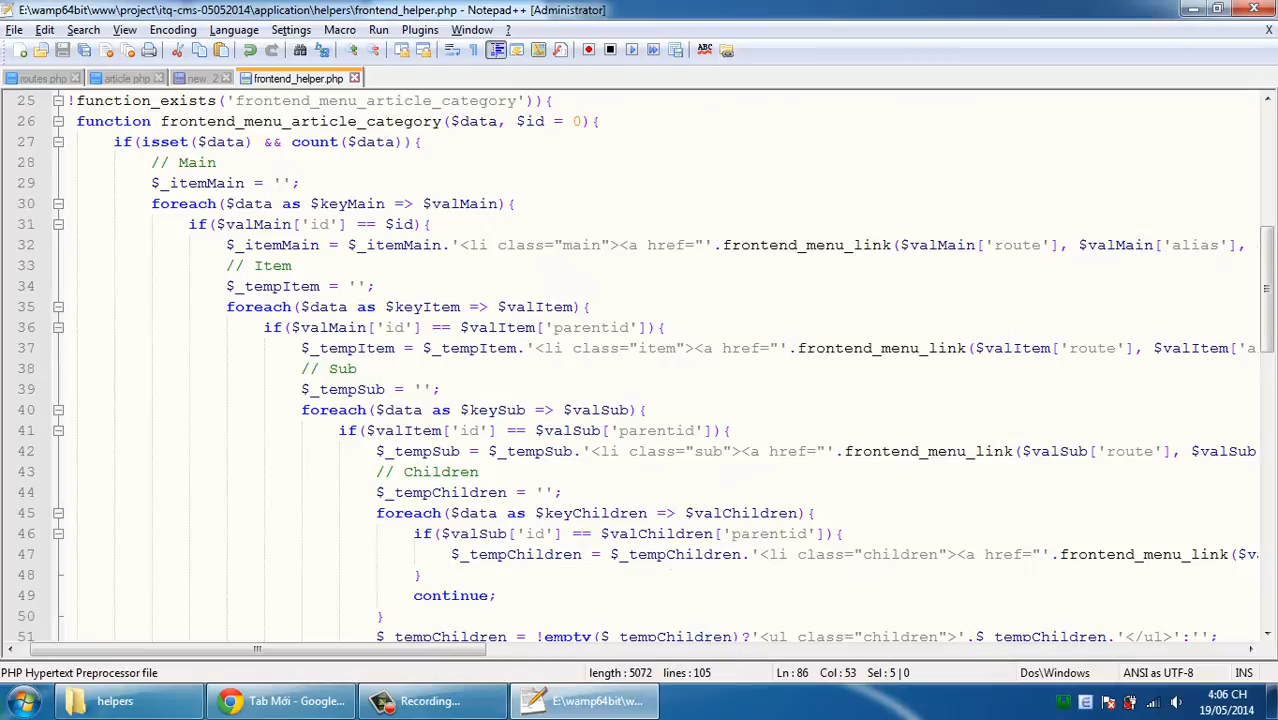 E:\wamp64bit\www\project\itq-cms-05052014\application\helpers\frontend_helper.php - Notepad++ [Administrator]
File Edit Search View Encoding Language Settings Macro Run Plugins Window ? X
routes.php article.php new 2 frontend_helper.php
25 !function_exists('frontend_menu_article_category')){
26 function frontend_menu_article_category($data, $id = 0){
27 if(isset($data) && count($data)){
28 // Main
29 $_itemMain = '';
30 foreach($data as $keyMain => $valMain){
31 if($valMain['id'] == $id){
32 $_itemMain = $_itemMain.'<li class="main"><a href="'.frontend_menu_link($valMain['route'], $valMain['alias'],
33 // Item
34 $_tempItem = '';
35 foreach($data as $keyItem => $valItem){
36 if($valMain['id'] == $valItem['parentid']){
37 $_tempItem = $_tempItem.'<li class="item"><a href="'.frontend_menu_link($valItem['route'], $valItem['a
38 // Sub
39 $_tempSub = '';
40 foreach($data as $keySub => $valSub){
41 if($valItem['id'] == $valSub['parentid']){
42 $_tempSub = $_tempSub.'<li class="sub"><a href="'.frontend_menu_link($valSub['route'], $valSub
43 // Children
44 $_tempChildren = '';
45 foreach($data as $keyChildren => $valChildren){
46 if($valSub['id'] == $valChildren['parentid']){
47 $_tempChildren = $_tempChildren.'<li class="children"><a href="'.frontend_menu_link($va
48 }
49 continue;
50 }
51 $_tempChildren = !empty($_tempChildren)?'<ul class="children">'.$_tempChildren.'</ul>':'';
PHP Hypertext Preprocessor file length : 5072 lines : 105 Ln : 86 Col : 53 Sel : 5 | 0 Dos\Windows ANSI as UTF-8 INS
helpers Tab Mới - Google... Recording... E:\wamp64bit\w... 4:06 CH
19/05/2014